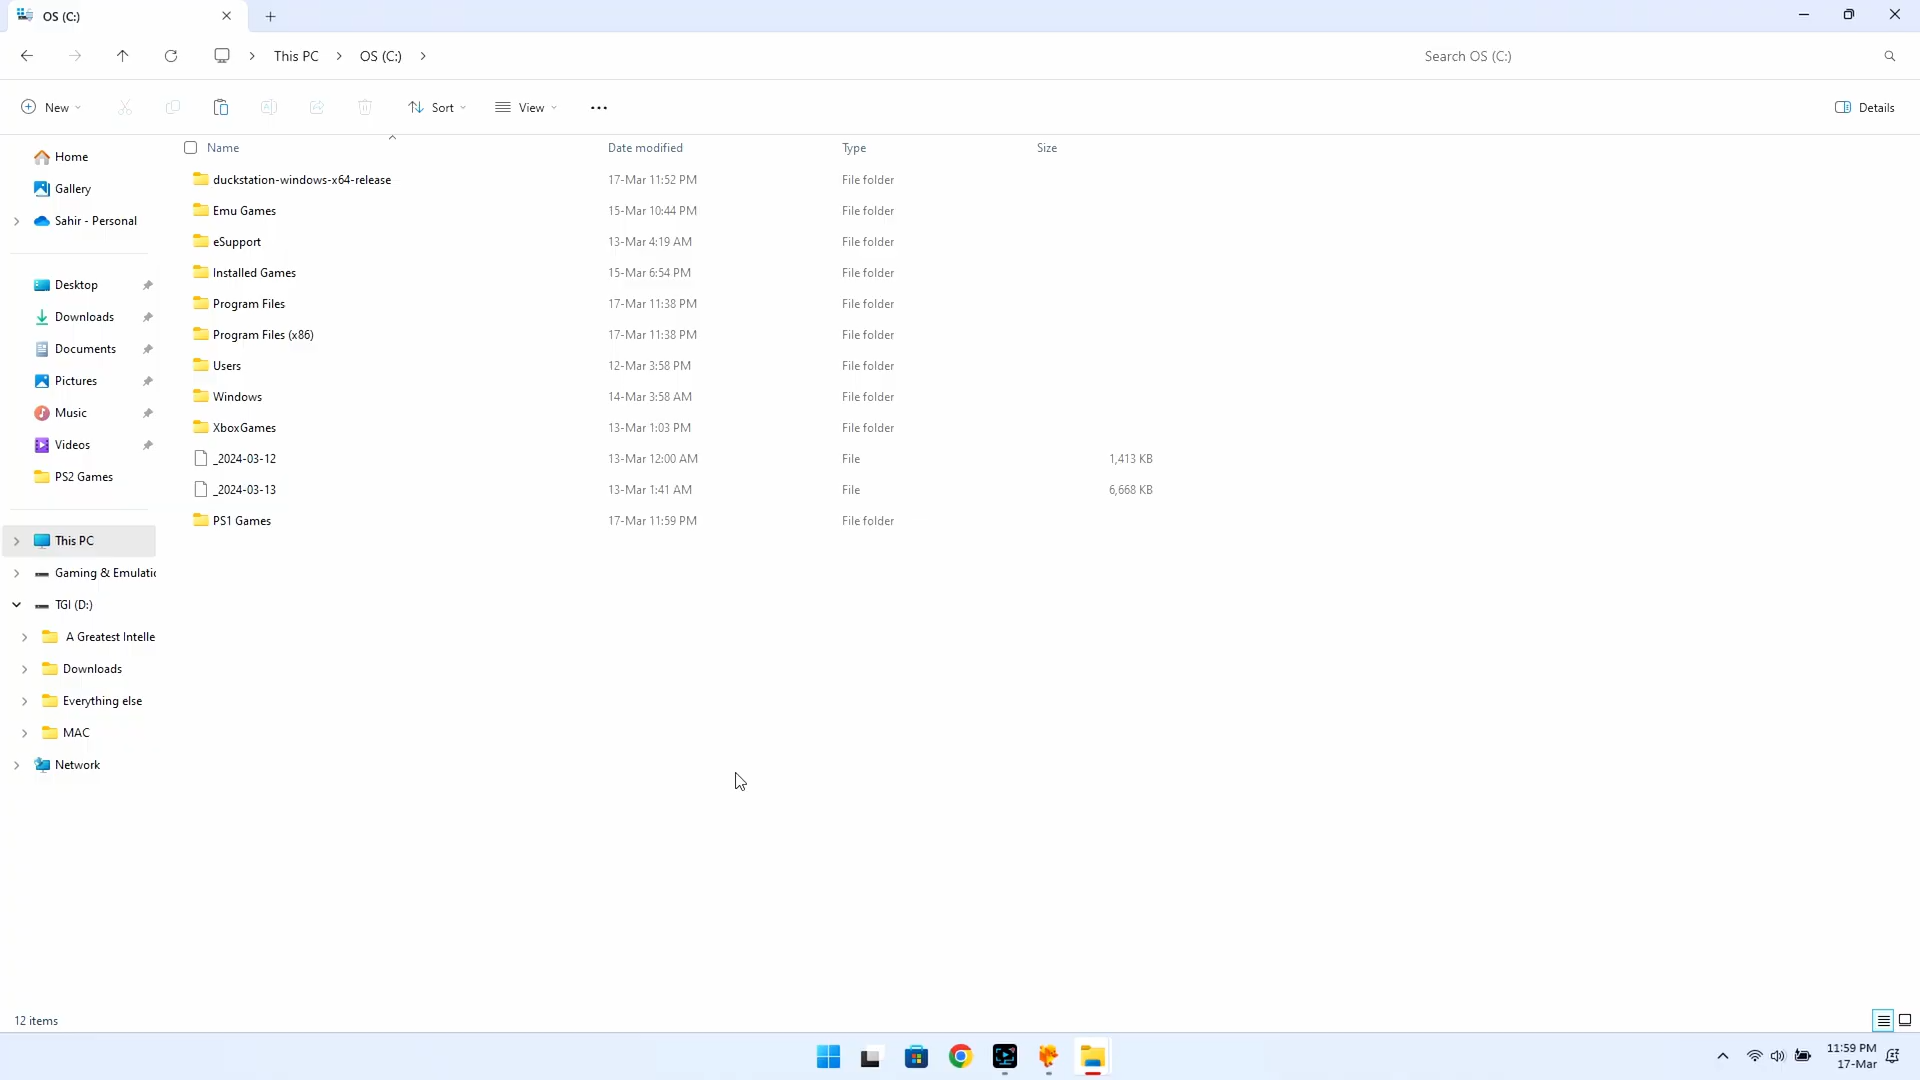 OS (C:)
This PC > OS (C:) >
Search OS (C:)
New
Sort
View
Details
Name
Date modified
Type
Size
Home
Gallery
Sahir - Personal
Desktop
Downloads
Documents
Pictures
Music
Videos
PS2 Games
This PC
Gaming & Emulatio
TGI (D:)
A Greatest Intelle
Downloads
Everything else
MAC
Network
duckstation-windows-x64-release 17-Mar 11:52 PM File folder
Emu Games 15-Mar 10:44 PM File folder
eSupport 13-Mar 4:19 AM File folder
Installed Games 15-Mar 6:54 PM File folder
Program Files 17-Mar 11:38 PM File folder
Program Files (x86) 17-Mar 11:38 PM File folder
Users 12-Mar 3:58 PM File folder
Windows 14-Mar 3:58 AM File folder
XboxGames 13-Mar 1:03 PM File folder
_2024-03-12 13-Mar 12:00 AM File 1,413 KB
_2024-03-13 13-Mar 1:41 AM File 6,668 KB
PS1 Games 17-Mar 11:59 PM File folder
12 items
11:59 PM
17-Mar